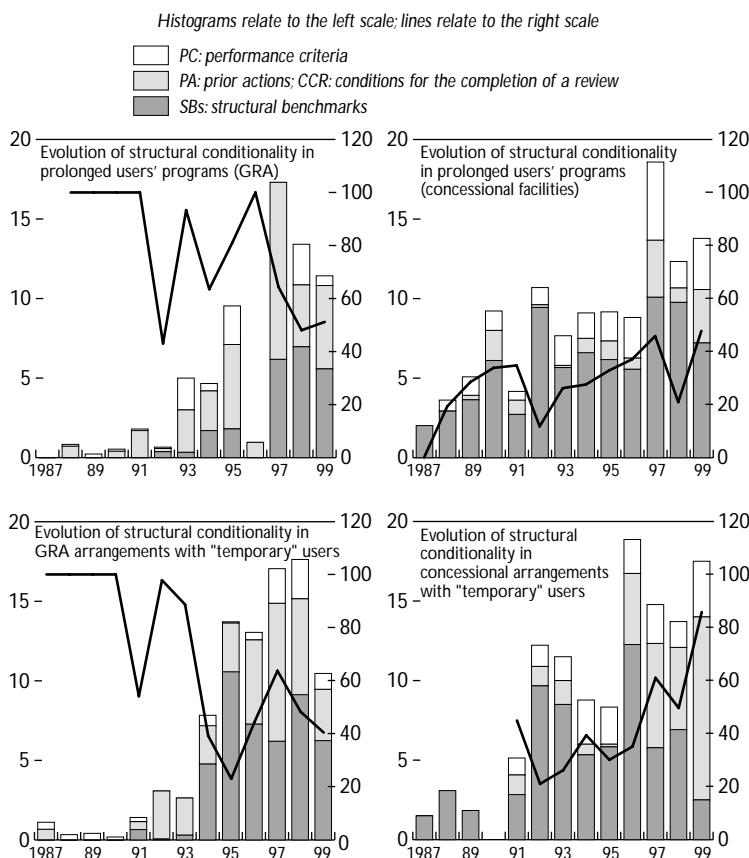 Histograms relate to the left scale; lines relate to the right scale
PC: performance criteria
PA: prior actions; CCR: conditions for the completion of a review
SBs: structural benchmarks
Evolution of structural conditionality in
prolonged users' programs (GRA)
20
15
10
5
0
120
100
80
60
40
20
0
1987 89 91 93 95 97 99
Evolution of structural conditionality
in prolonged users' programs
(concessional facilities)
20
15
10
5
0
120
100
80
60
40
20
0
1987 89 91 93 95 97 99
Evolution of structural conditionality in
GRA arrangements with "temporary" users
20
15
10
5
0
120
100
80
60
40
20
0
1987 89 91 93 95 97 99
Evolution of structural
conditionality in
concessional arrangements
with "temporary" users
20
15
10
5
0
120
100
80
60
40
20
0
1987 89 91 93 95 97 99